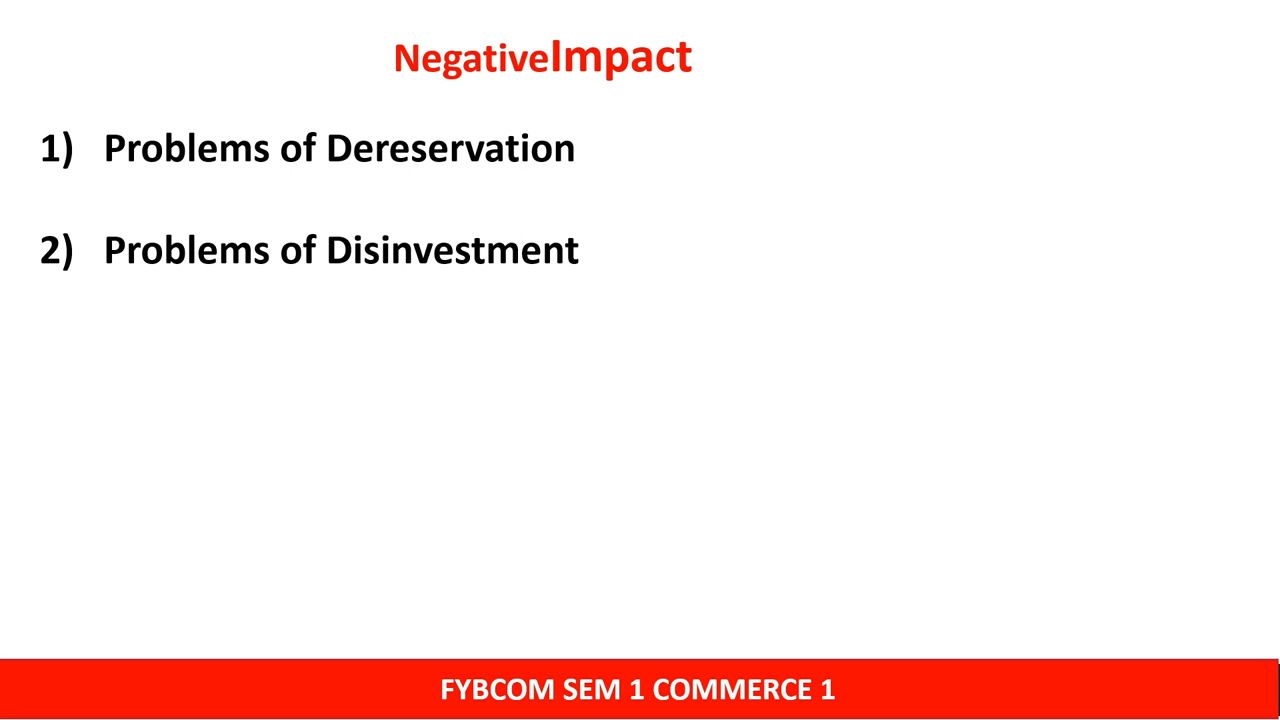 NegativeImpact
1) Problems of Dereservation
2) Problems of Disinvestment
FYBCOM SEM 1 COMMERCE 1